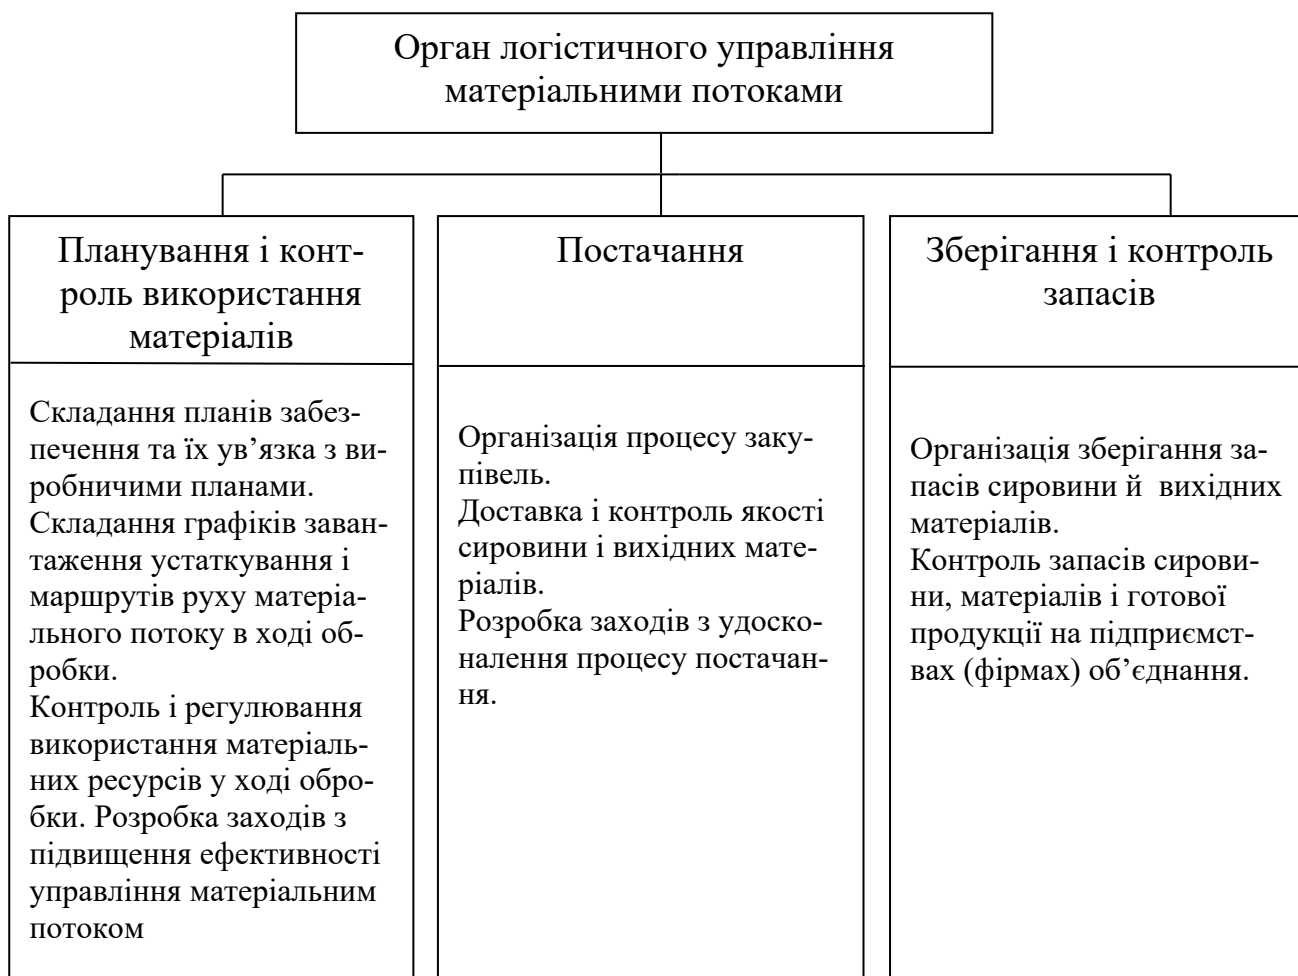 Орган логістичного управління
матеріальними потоками
Планування і конт-
роль використання
матеріалів
Складання планів забез-
печення та їх ув’язка з ви-
робничими планами.
Складання графіків заван-
таження устаткування і
маршрутів руху матеріа-
льного потоку в ході об-
робки.
Контроль і регулювання
використання матеріаль-
них ресурсів у ході обро-
бки. Розробка заходів з
підвищення ефективності
управління матеріальним
потоком
Постачання
Організація процесу заку-
півель.
Доставка і контроль якості
сировини і вихідних мате-
ріалів.
Розробка заходів з удоско-
налення процесу постачан-
ня.
Зберігання і контроль
запасів
Організація зберігання за-
пасів сировини й  вихідних
матеріалів.
Контроль запасів сирови-
ни, матеріалів і готової
продукції на підприємст-
вах (фірмах) об’єднання.